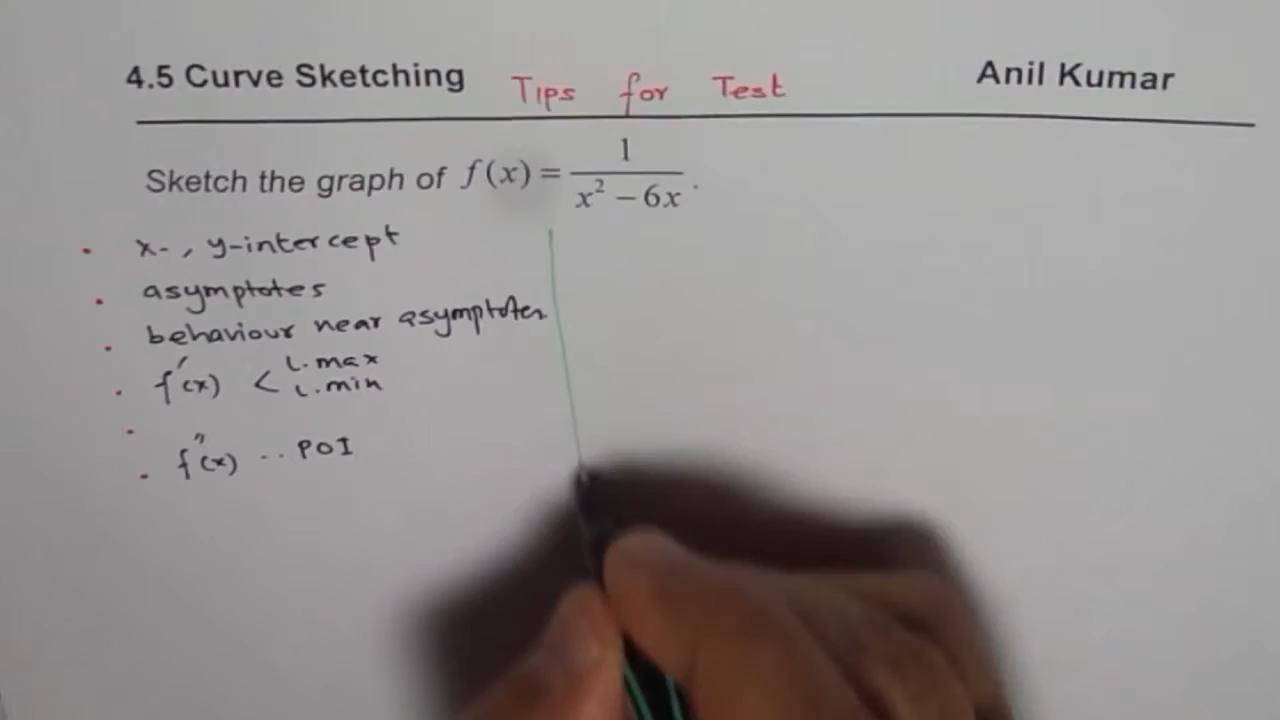 4.5 Curve Sketching Tips for Test Anil Kumar
Sketch the graph of f(x) = 1 / (x² − 6x) .
• x-, y-intercept
• asymptotes
• behaviour near asymptotes
• f'(x) < L.max
L.min
•
• f''(x) .. POI